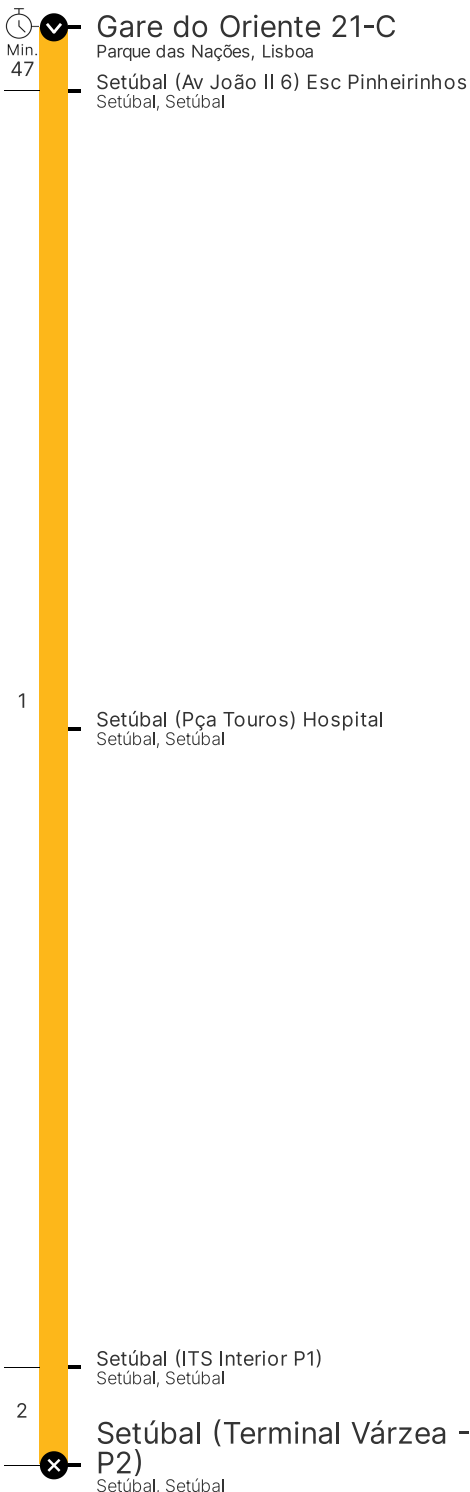 Gare do Oriente 21-C
Min.
Parque das Nações, Lisboa
47
Setúbal (Av João II 6) Esc Pinheirinhos
Setúbal, Setúbal
1
Setúbal (Pça Touros) Hospital
Setúbal, Setúbal
Setúbal (ITS Interior P1)
Setúbal, Setúbal
2
Setúbal (Terminal Várzea -
P2)
Setúbal, Setúbal